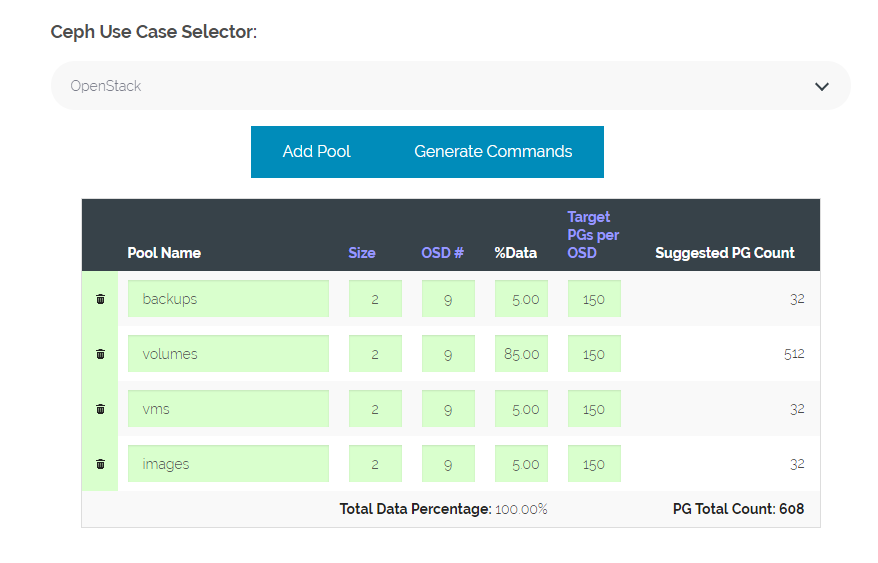 Ceph Use Case Selector:
OpenStack
Add Pool Generate Commands
Pool Name Size OSD # %Data Target PGs per OSD Suggested PG Count
backups 2 9 5.00 150 32
volumes 2 9 85.00 150 512
vms 2 9 5.00 150 32
images 2 9 5.00 150 32
Total Data Percentage: 100.00% PG Total Count: 608